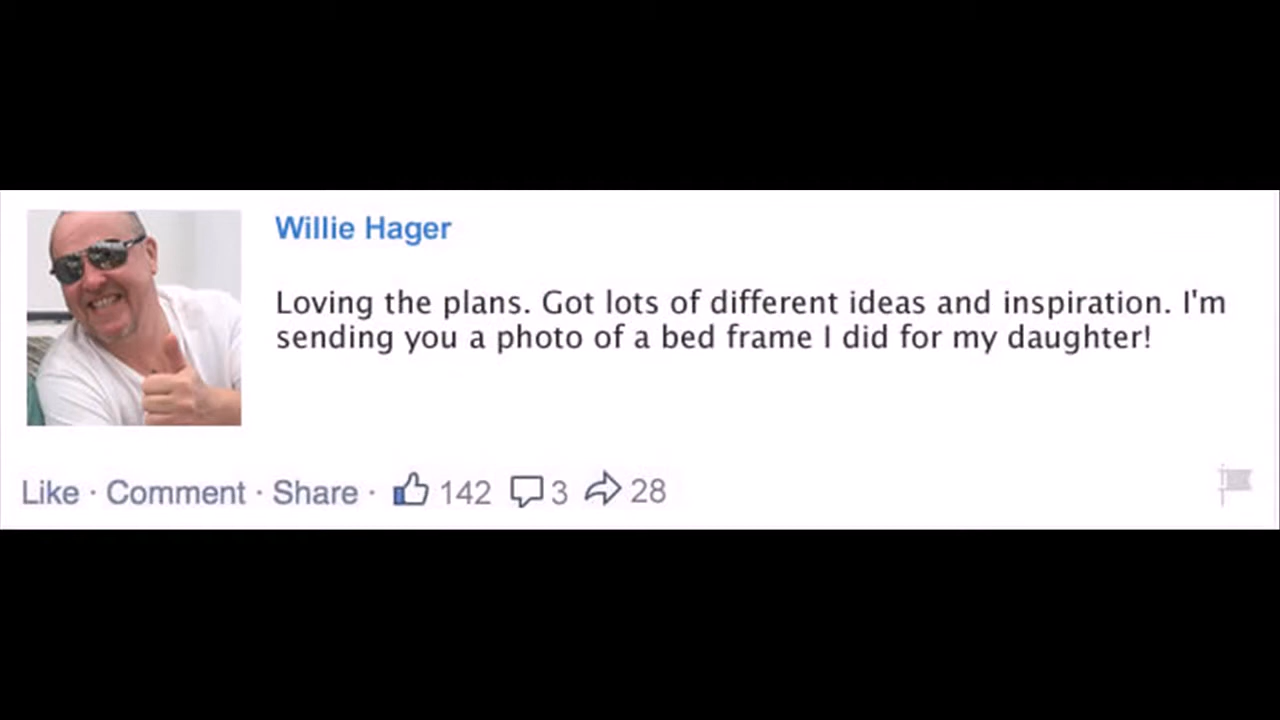 Willie Hager
Loving the plans. Got lots of different ideas and inspiration. I'm
sending you a photo of a bed frame I did for my daughter!
Like · Comment · Share · 142 3 28